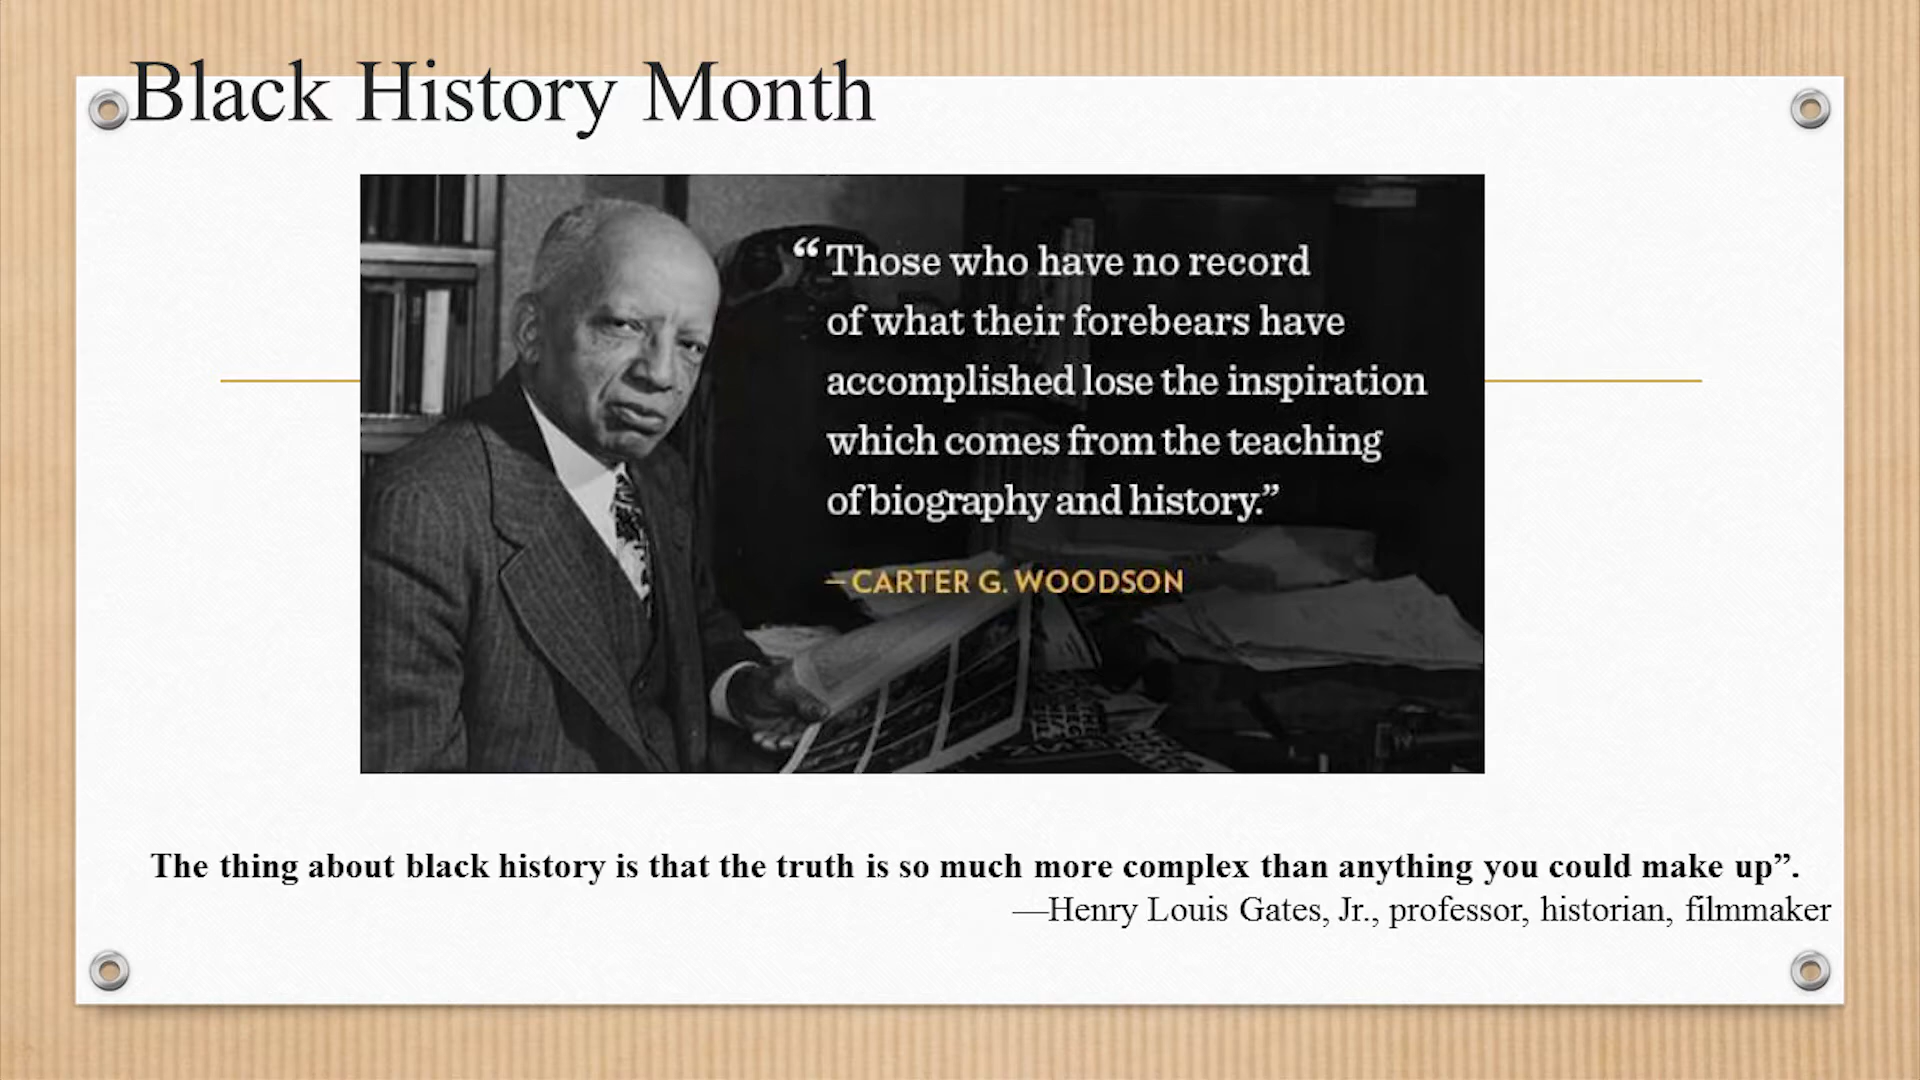 Black History Month
“Those who have no record
of what their forebears have
accomplished lose the inspiration
which comes from the teaching
of biography and history.”
–CARTER G. WOODSON
The thing about black history is that the truth is so much more complex than anything you could make up”.
—Henry Louis Gates, Jr., professor, historian, filmmaker